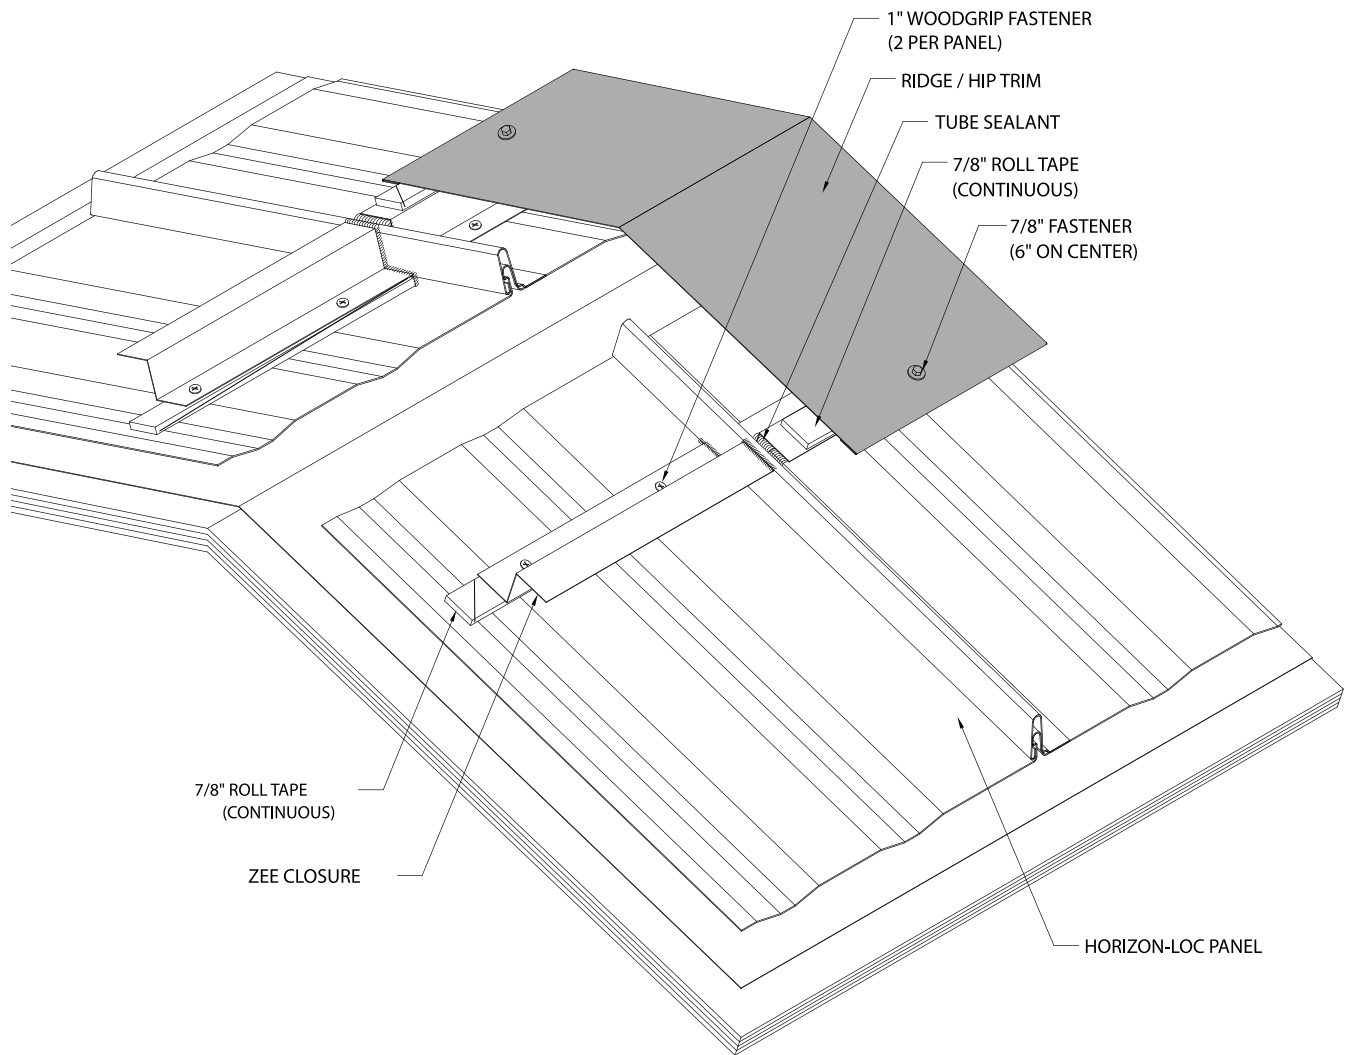 1" WOODGRIP FASTENER
(2 PER PANEL)
RIDGE / HIP TRIM
TUBE SEALANT
7/8" ROLL TAPE
(CONTINUOUS)
7/8" FASTENER
(6" ON CENTER)
7/8" ROLL TAPE
(CONTINUOUS)
ZEE CLOSURE
HORIZON-LOC PANEL